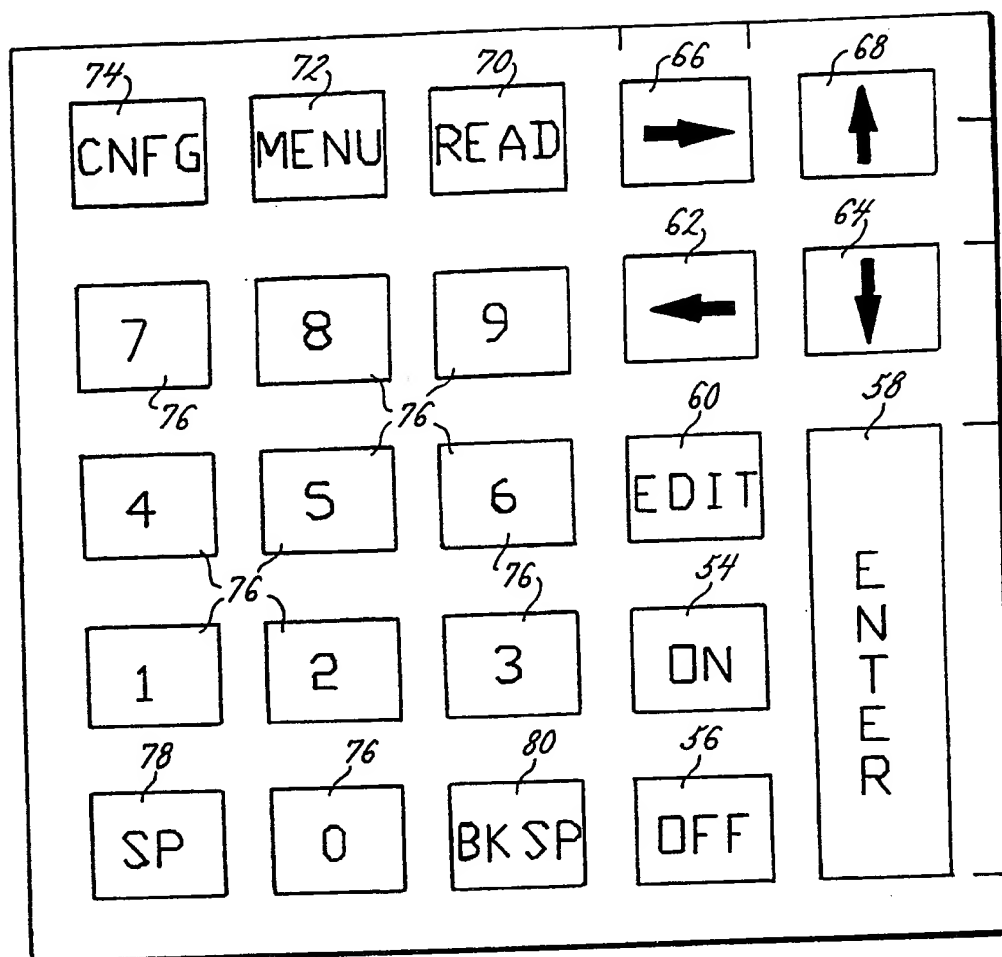 74 72 70 66 68
CNFG MENU READ
62 64
7 8 9
76 76 60 58
4 5 6 EDIT
76 76 54
1 2 3 ON
78 76 80 56
SP 0 BKSP OFF
ENTER